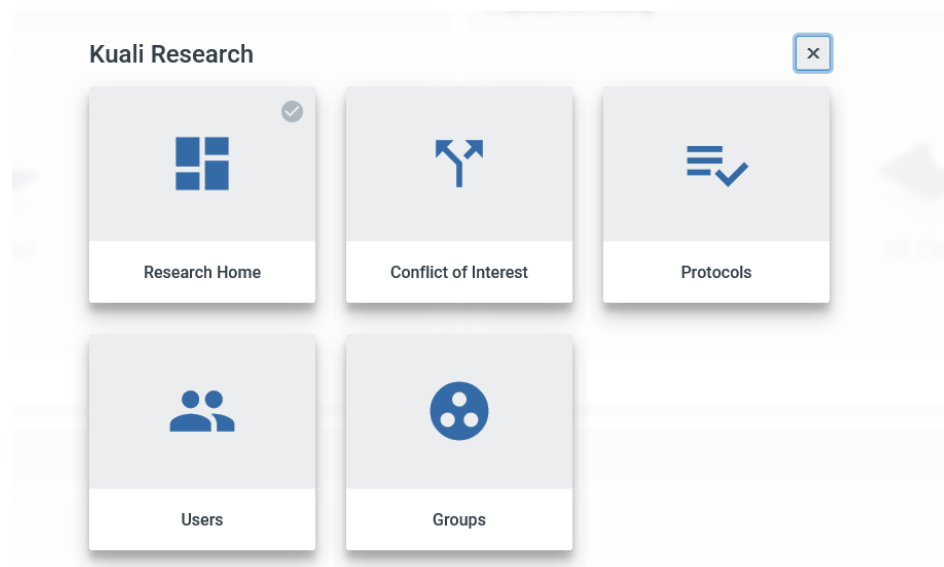 Kuali Research
Research Home
Conflict of Interest
Protocols
Users
Groups